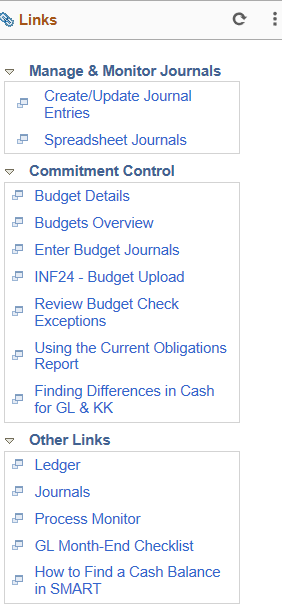 Links
Manage & Monitor Journals
Create/Update Journal
Entries
Spreadsheet Journals
Commitment Control
Budget Details
Budgets Overview
Enter Budget Journals
INF24 - Budget Upload
Review Budget Check
Exceptions
Using the Current Obligations
Report
Finding Differences in Cash
for GL & KK
Other Links
Ledger
Journals
Process Monitor
GL Month-End Checklist
How to Find a Cash Balance
in SMART